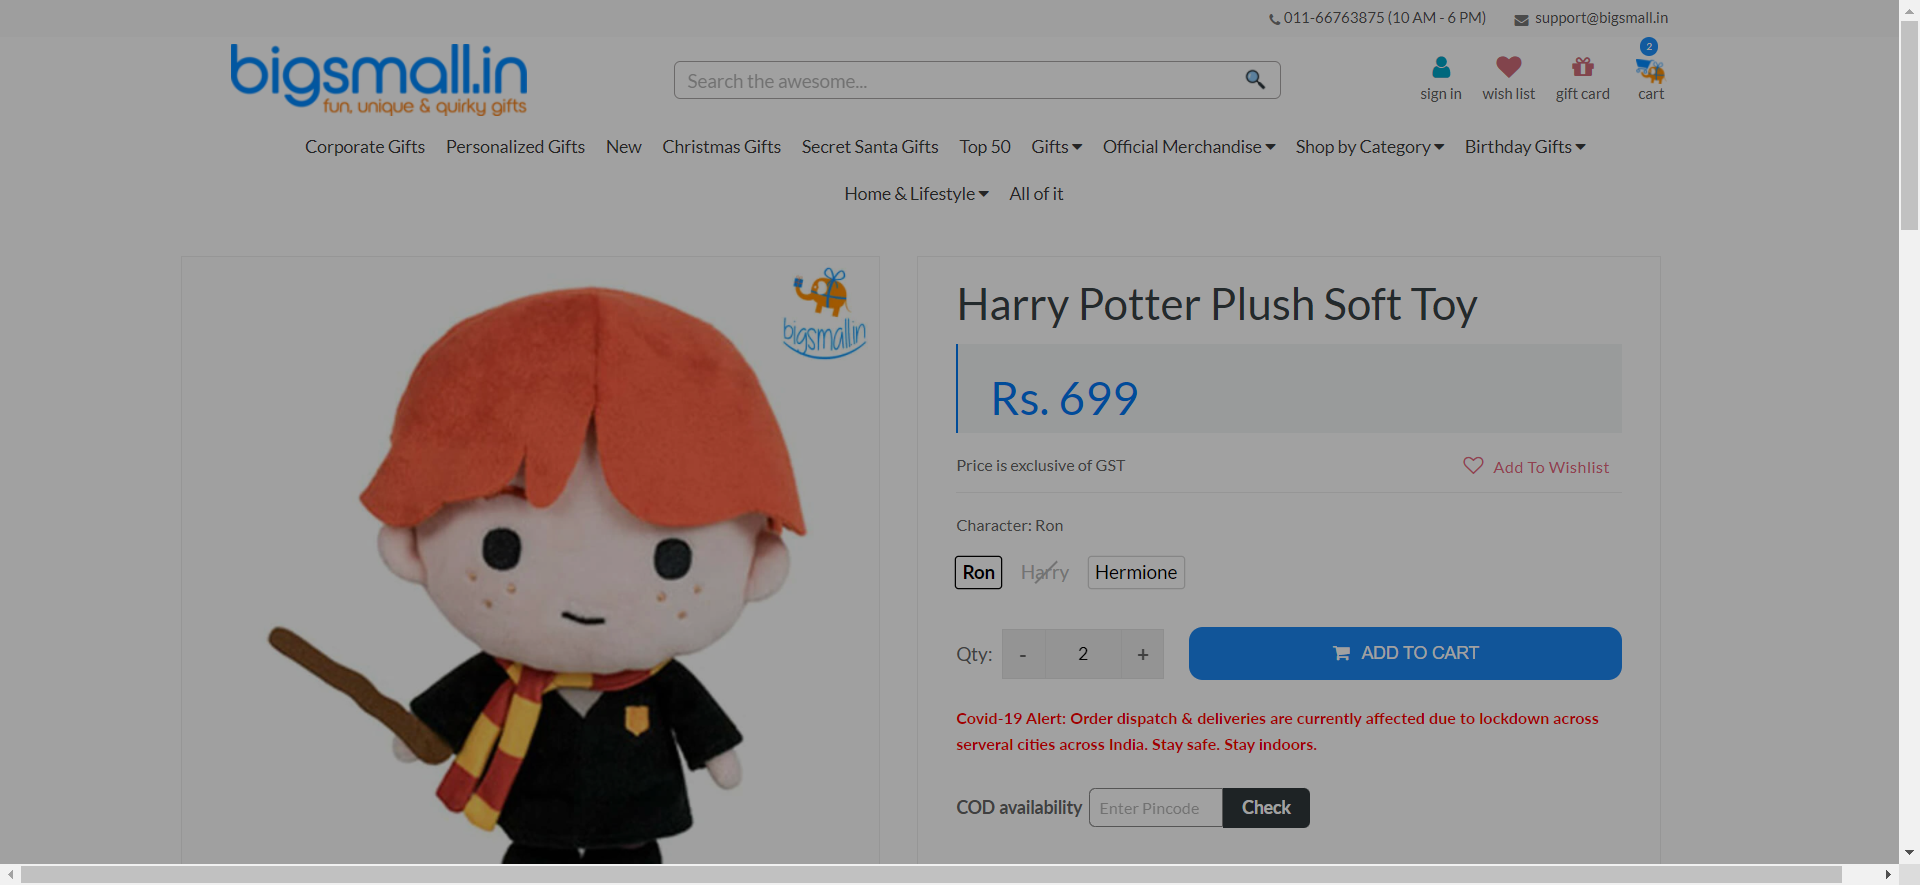 011-66763875 (10 AM - 6 PM) support@bigsmall.in
bigsmall.in
fun, unique & quirky gifts
Search the awesome...
2
sign in wish list gift card cart
Corporate Gifts Personalized Gifts New Christmas Gifts Secret Santa Gifts Top 50 Gifts Official Merchandise Shop by Category Birthday Gifts
Home & Lifestyle All of it
bigsmall.in
Harry Potter Plush Soft Toy
Rs. 699
Price is exclusive of GST Add To Wishlist
Character: Ron
Ron Harry Hermione
Qty: - 2 + ADD TO CART
Covid-19 Alert: Order dispatch & deliveries are currently affected due to lockdown across
serveral cities across India. Stay safe. Stay indoors.
COD availability Enter Pincode Check